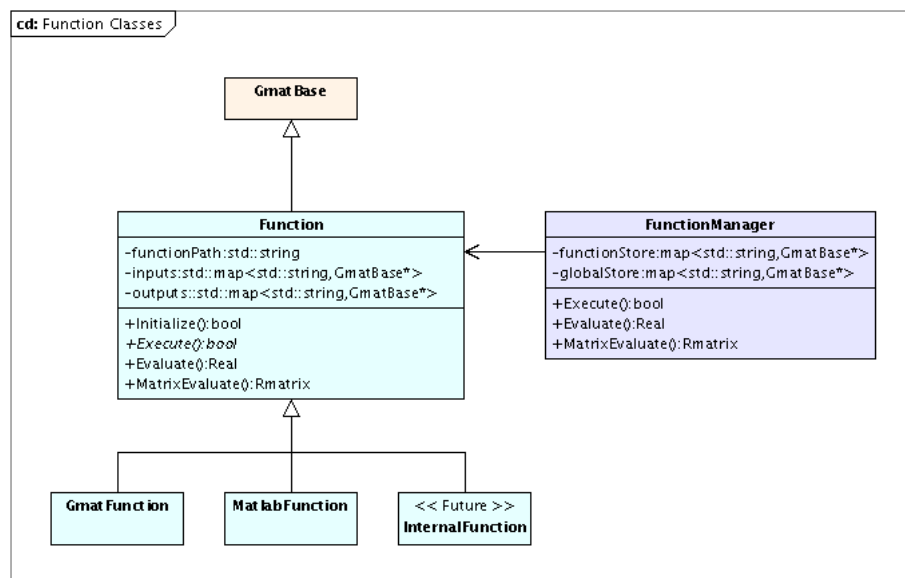 cd: Function Classes
GmatBase
Function
-functionPath:std::string
-inputs:std::map<std::string,GmatBase*>
-outputs::std::map<std::string,GmatBase*>
+Initialize():bool
+Execute():bool
+Evaluate():Real
+MatrixEvaluate():Rmatrix
FunctionManager
-functionStore:map<std::string,GmatBase*>
-globalStore:map<std::string,GmatBase*>
+Execute():bool
+Evaluate():Real
+MatrixEvaluate():Rmatrix
GmatFunction
MatlabFunction
<< Future >>
InternalFunction